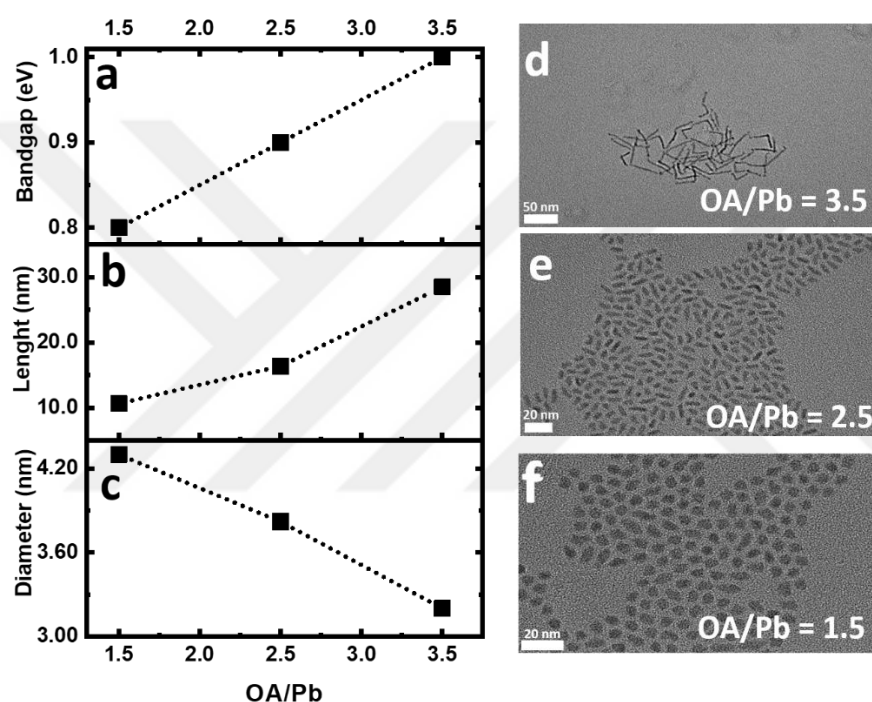 1.5 2.0 2.5 3.0 3.5
a
Bandgap (eV)
1.0
0.9
0.8
b
Lenght (nm)
30.0
20.0
10.0
c
Diameter (nm)
4.20
3.60
3.00
1.5 2.0 2.5 3.0 3.5
OA/Pb
d
50 nm
OA/Pb = 3.5
e
20 nm
OA/Pb = 2.5
f
20 nm
OA/Pb = 1.5